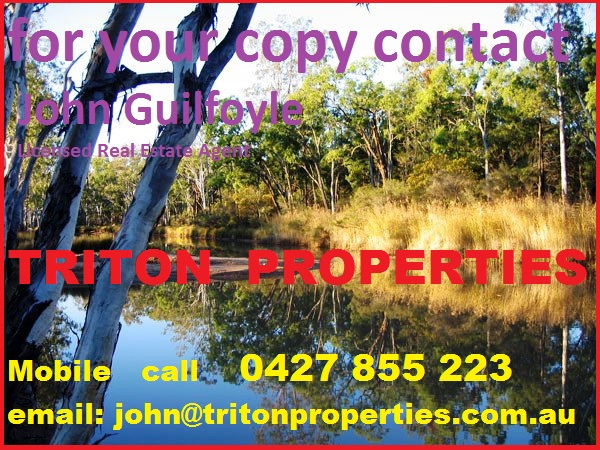 for your copy contact
John Guilfoyle
Licensed Real Estate Agent
TRITON PROPERTIES
Mobile call 0427 855 223
email: john@tritonproperties.com.au